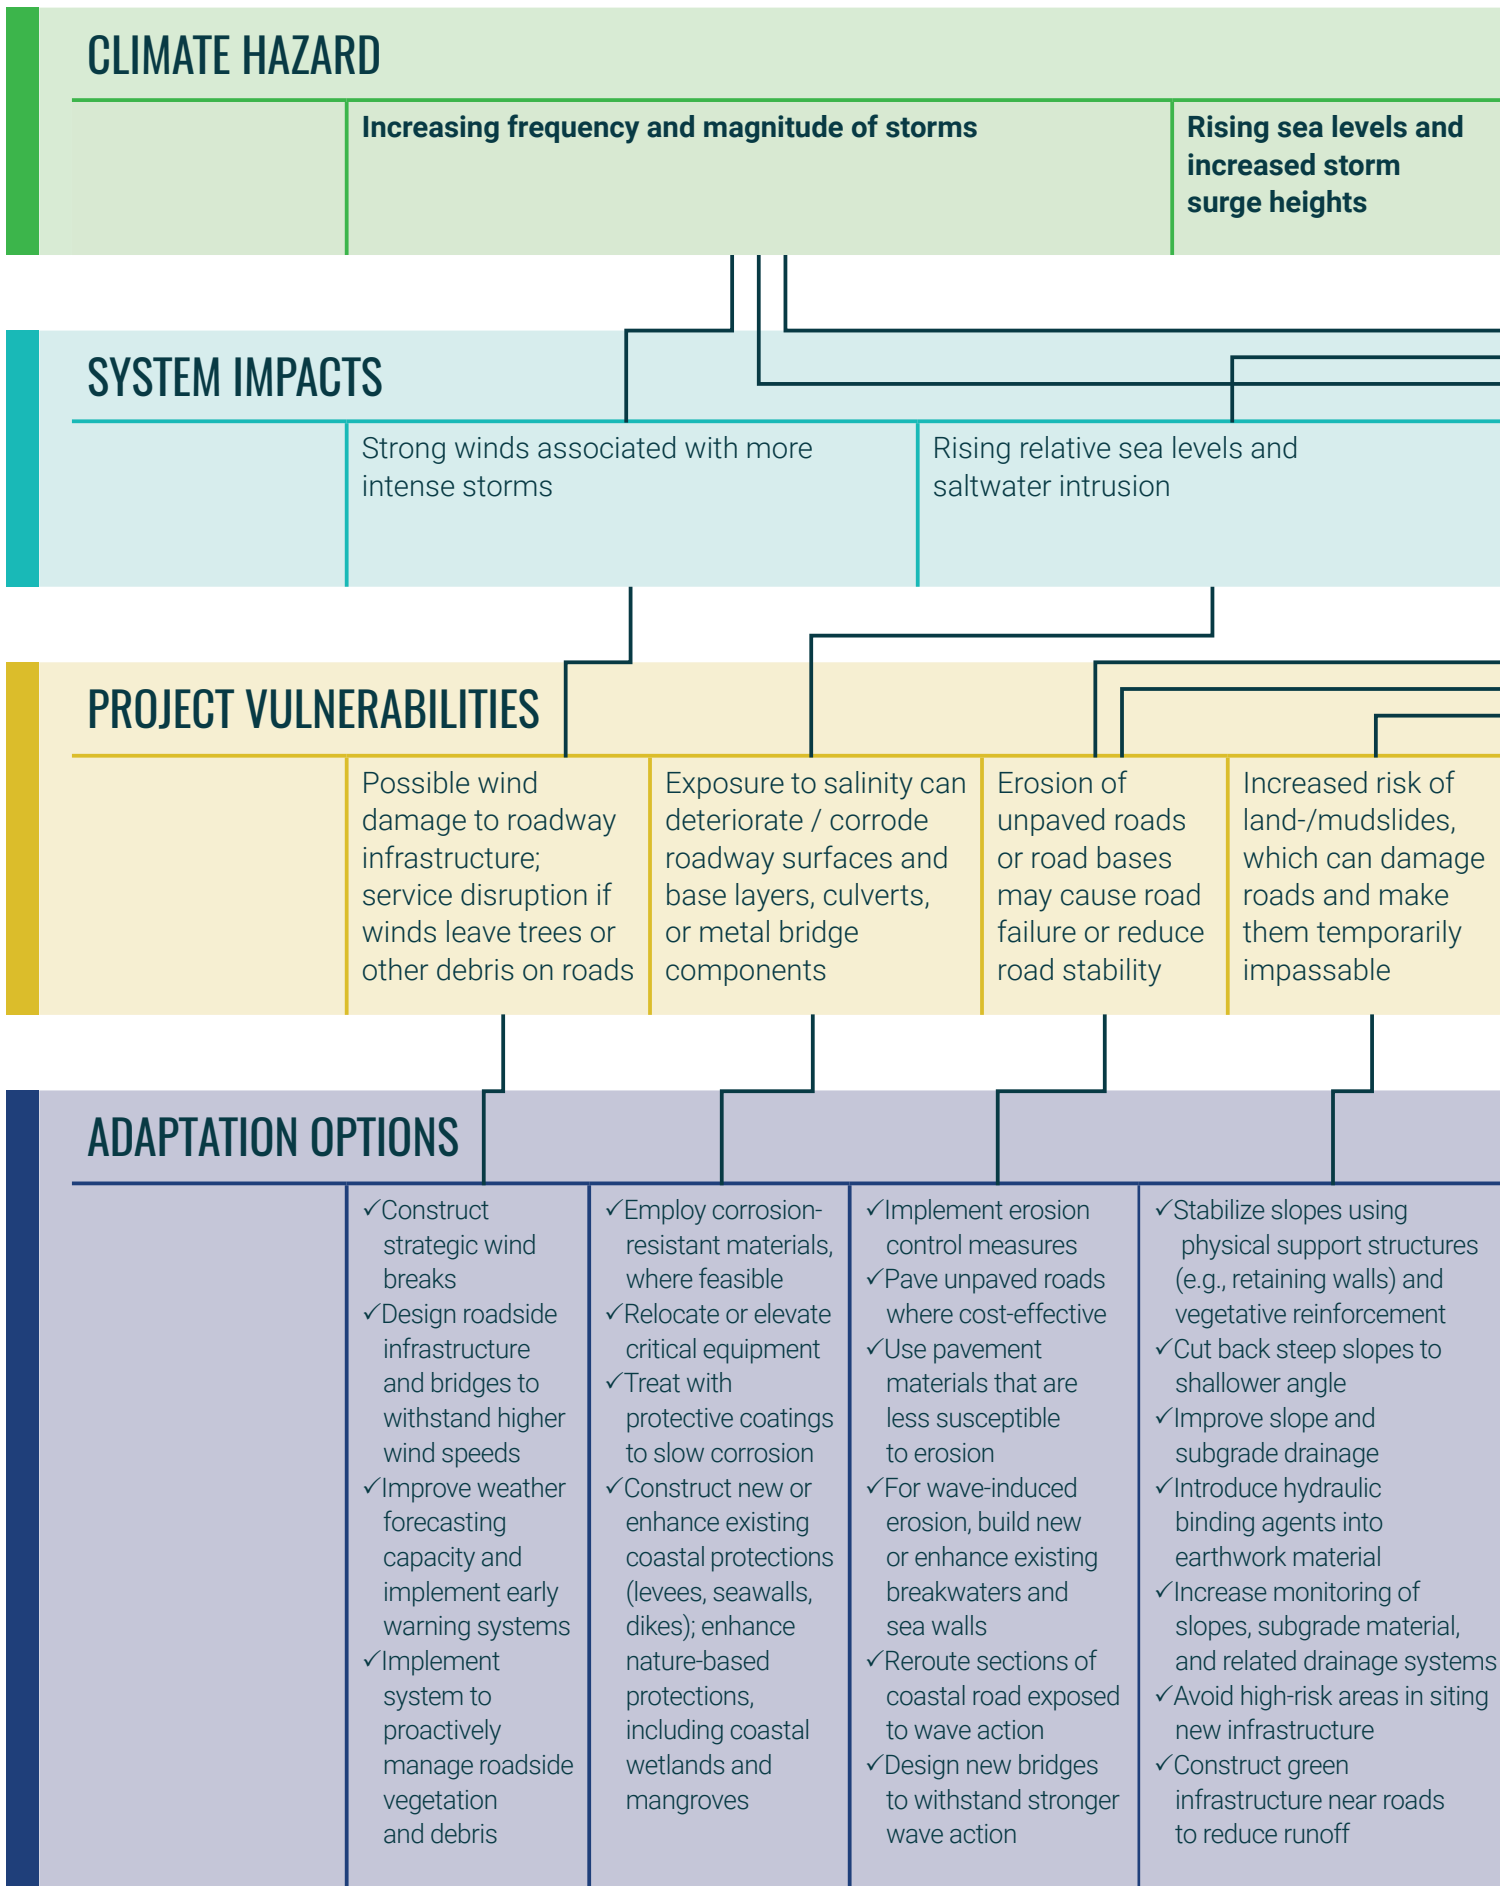 CLIMATE HAZARD
Increasing frequency and magnitude of storms
Rising sea levels and
increased storm
surge heights
SYSTEM IMPACTS
Strong winds associated with more
intense storms
Rising relative sea levels and
saltwater intrusion
PROJECT VULNERABILITIES
Possible wind
damage to roadway
infrastructure;
service disruption if
winds leave trees or
other debris on roads
Exposure to salinity can
deteriorate / corrode
roadway surfaces and
base layers, culverts,
or metal bridge
components
Erosion of
unpaved roads
or road bases
may cause road
failure or reduce
road stability
Increased risk of
land-/mudslides,
which can damage
roads and make
them temporarily
impassable
ADAPTATION OPTIONS
✓Construct
strategic wind
breaks
✓Design roadside
infrastructure
and bridges to
withstand higher
wind speeds
✓Improve weather
forecasting
capacity and
implement early
warning systems
✓Implement
system to
proactively
manage roadside
vegetation
and debris
✓Employ corrosion-
resistant materials,
where feasible
✓Relocate or elevate
critical equipment
✓Treat with
protective coatings
to slow corrosion
✓Construct new or
enhance existing
coastal protections
(levees, seawalls,
dikes); enhance
nature-based
protections,
including coastal
wetlands and
mangroves
✓Implement erosion
control measures
✓Pave unpaved roads
where cost-effective
✓Use pavement
materials that are
less susceptible
to erosion
✓For wave-induced
erosion, build new
or enhance existing
breakwaters and
sea walls
✓Reroute sections of
coastal road exposed
to wave action
✓Design new bridges
to withstand stronger
wave action
✓Stabilize slopes using
physical support structures
(e.g., retaining walls) and
vegetative reinforcement
✓Cut back steep slopes to
shallower angle
✓Improve slope and
subgrade drainage
✓Introduce hydraulic
binding agents into
earthwork material
✓Increase monitoring of
slopes, subgrade material,
and related drainage systems
✓Avoid high-risk areas in siting
new infrastructure
✓Construct green
infrastructure near roads
to reduce runoff